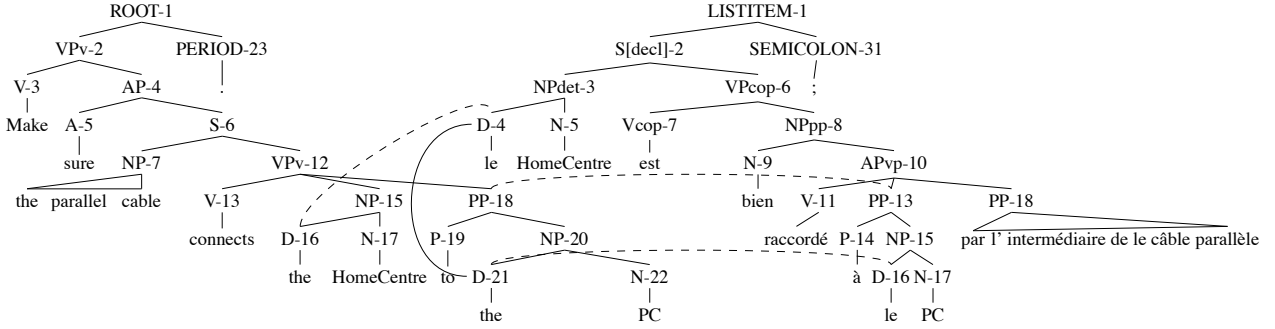 ROOT-1 LISTITEM-1
VPv-2 PERIOD-23 S[decl]-2 SEMICOLON-31
V-3 AP-4 . NPdet-3 VPcop-6 ;
Make A-5 S-6 D-4 N-5 Vcop-7 NPpp-8
sure NP-7 VPv-12 le HomeCentre est N-9 APvp-10
the parallel cable V-13 NP-15 PP-18 bien V-11 PP-13 PP-18
connects D-16 N-17 P-19 NP-20 raccordé P-14 NP-15 par l' intermédiaire de le câble parallèle
the HomeCentre to D-21 N-22 à D-16 N-17
the PC le PC